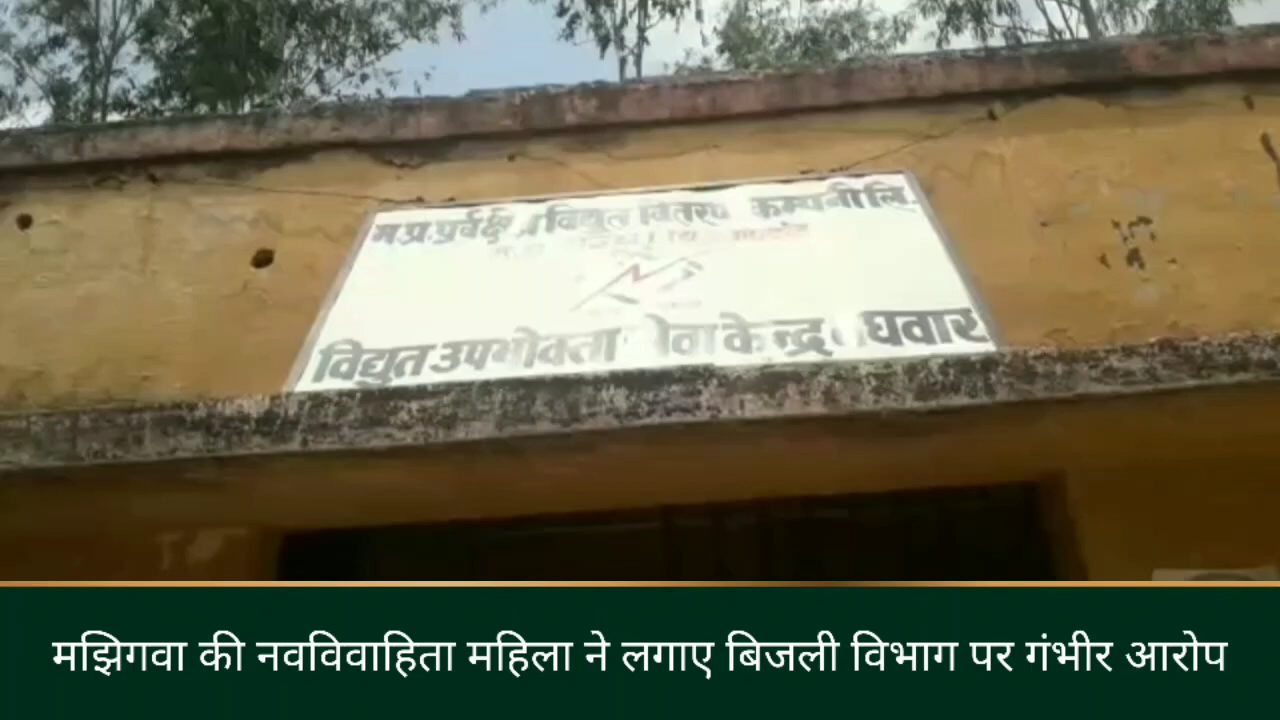 म.प्र.पूर्व क्षे विद्युत वितरण कम्पनी लि.
विद्युत उपभोक्ता सेवा केन्द्र
मझिगवा की नवविवाहिता महिला ने लगाए बिजली विभाग पर गंभीर आरोप